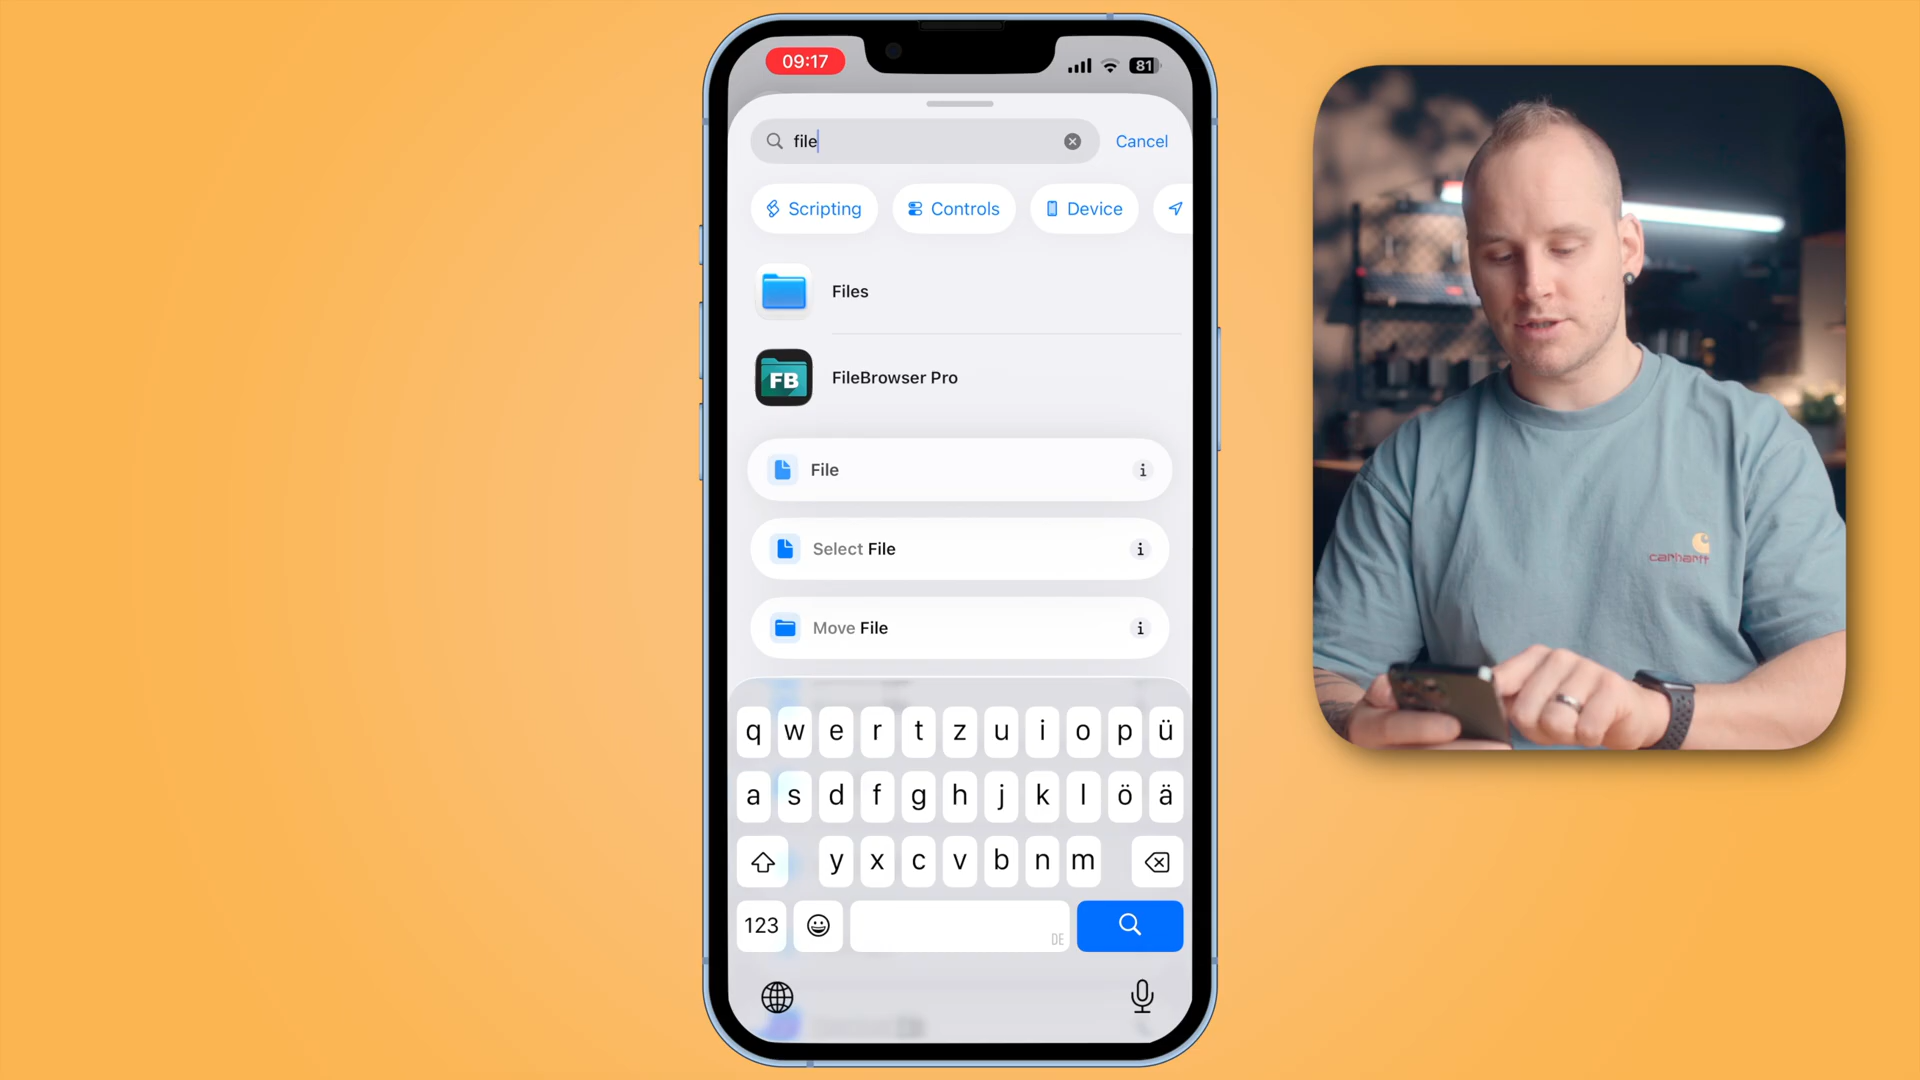 09:17
81
file
Cancel
Scripting
Controls
Device
Files
FB
FileBrowser Pro
File
i
Select File
i
Move File
i
q w e r t z u i o p ü
a s d f g h j k l ö ä
y x c v b n m
123
DE
carhartt